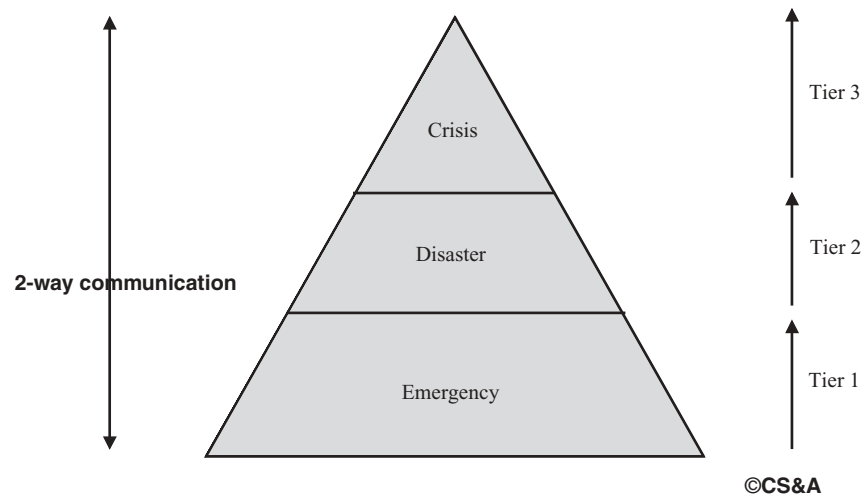 Tier 3
Crisis
Tier 2
Disaster
2-way communication
Tier 1
Emergency
©CS&A